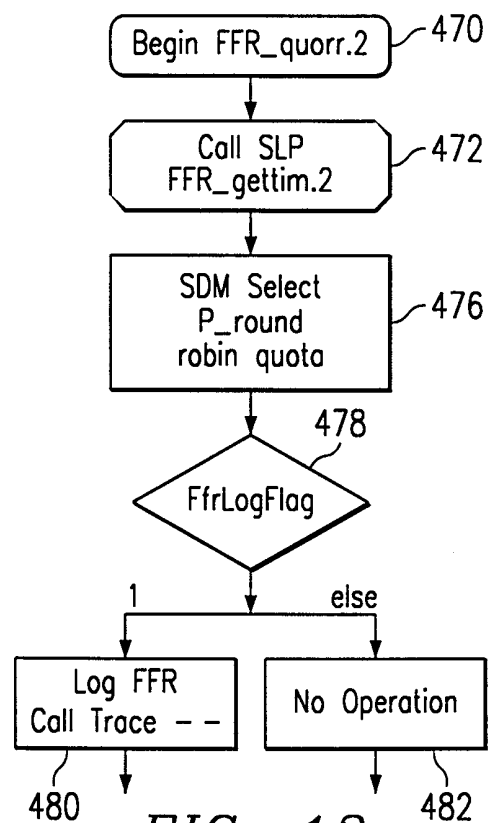 Begin FFR_quorr.2
470
Call SLP
FFR_gettim.2
472
SDM Select
P_round
robin quota
476
478
FfrLogFlag
1
else
Log FFR
Call Trace - -
No Operation
480
482